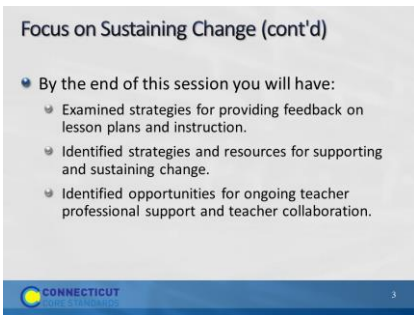 Focus on Sustaining Change (cont'd)
By the end of this session you will have:
Examined strategies for providing feedback on
lesson plans and instruction.
Identified strategies and resources for supporting
and sustaining change.
Identified opportunities for ongoing teacher
professional support and teacher collaboration.
CONNECTICUT
CORE STANDARDS
3